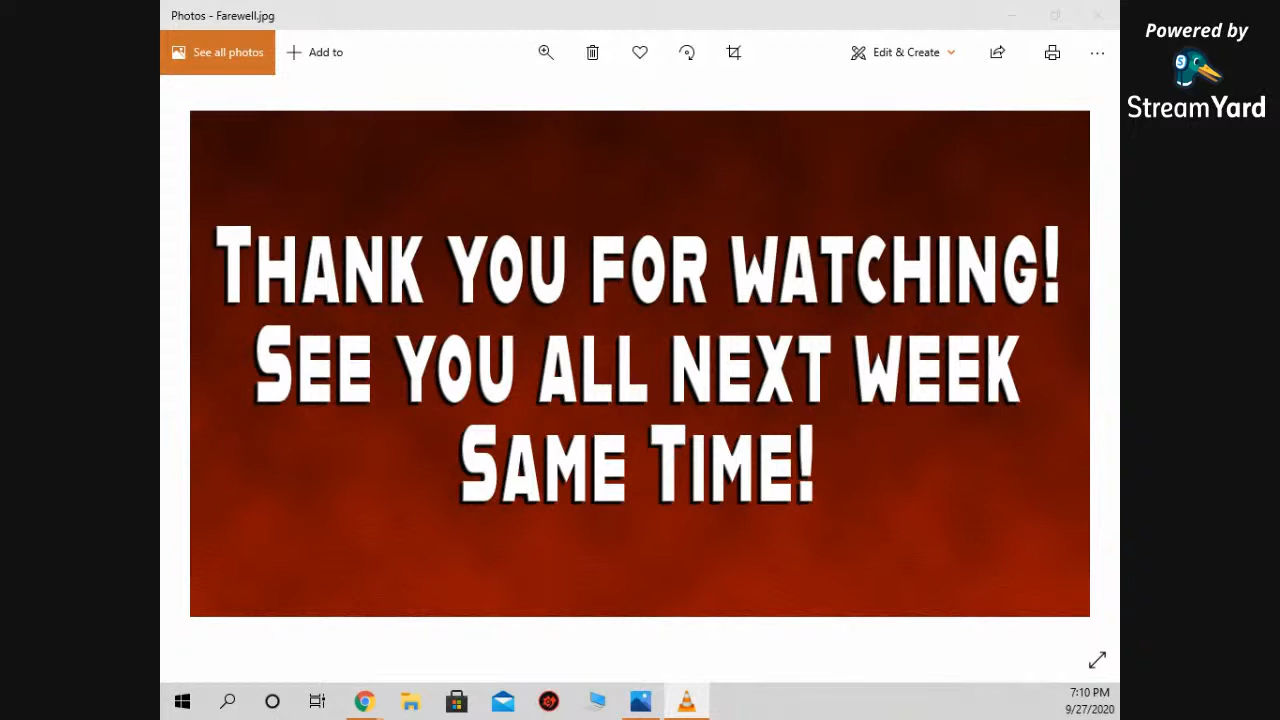 Photos - Farewell.jpg
Powered by
StreamYard
See all photos
Add to
Edit & Create
Thank you for watching!
See you all next week
Same Time!
7:10 PM
9/27/2020